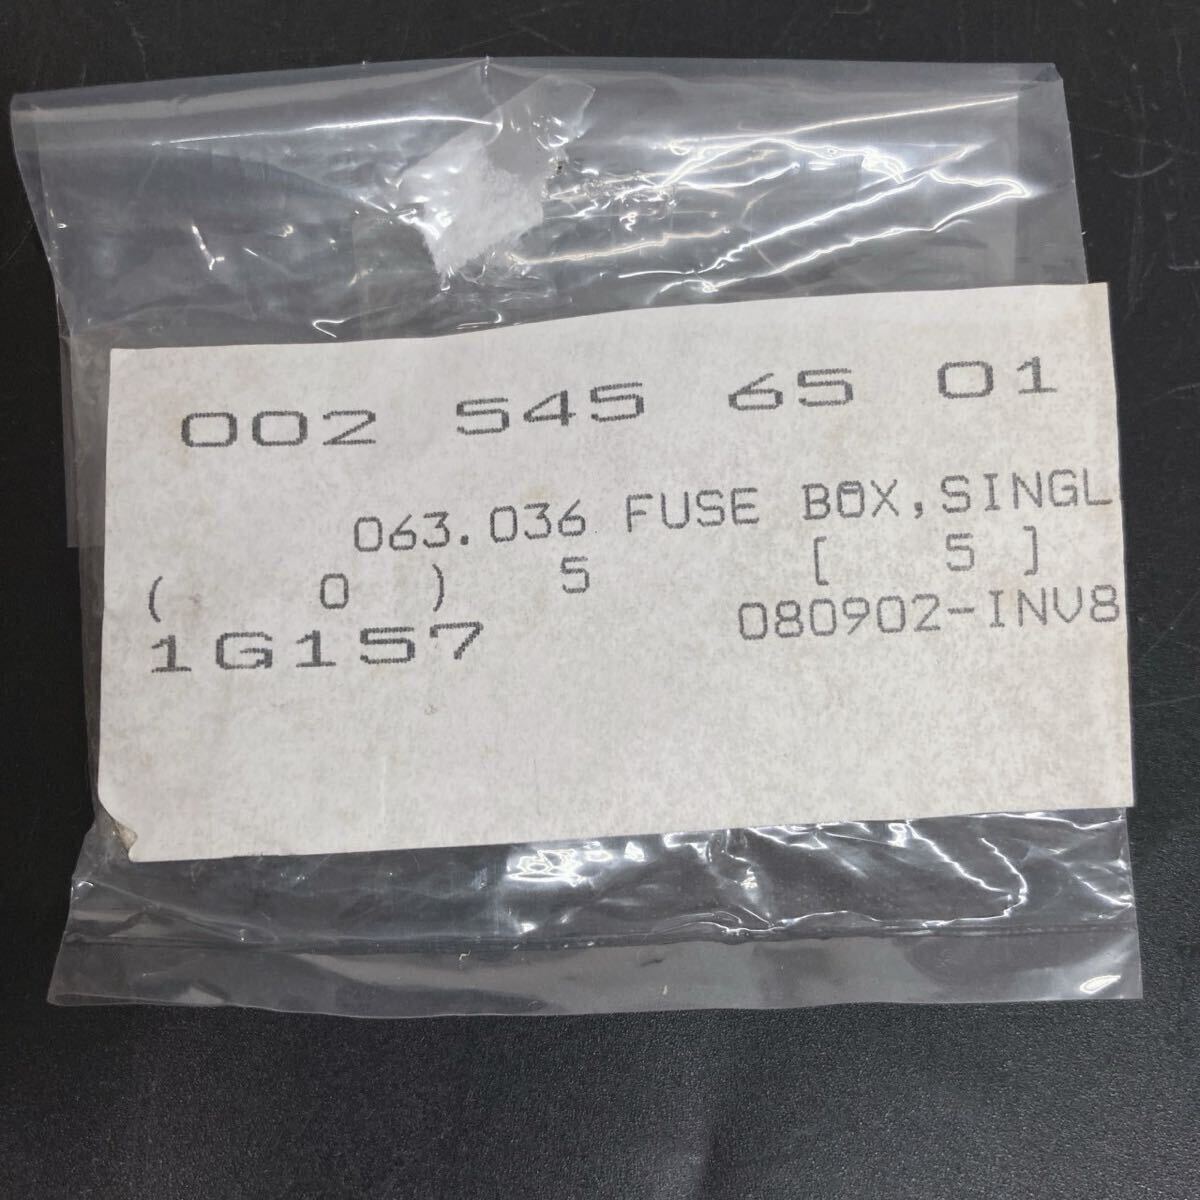 002 545 65 01
063.036 FUSE BOX,SINGL
( 0 ) 5 [ 5 ]
1G157 080902-INV8